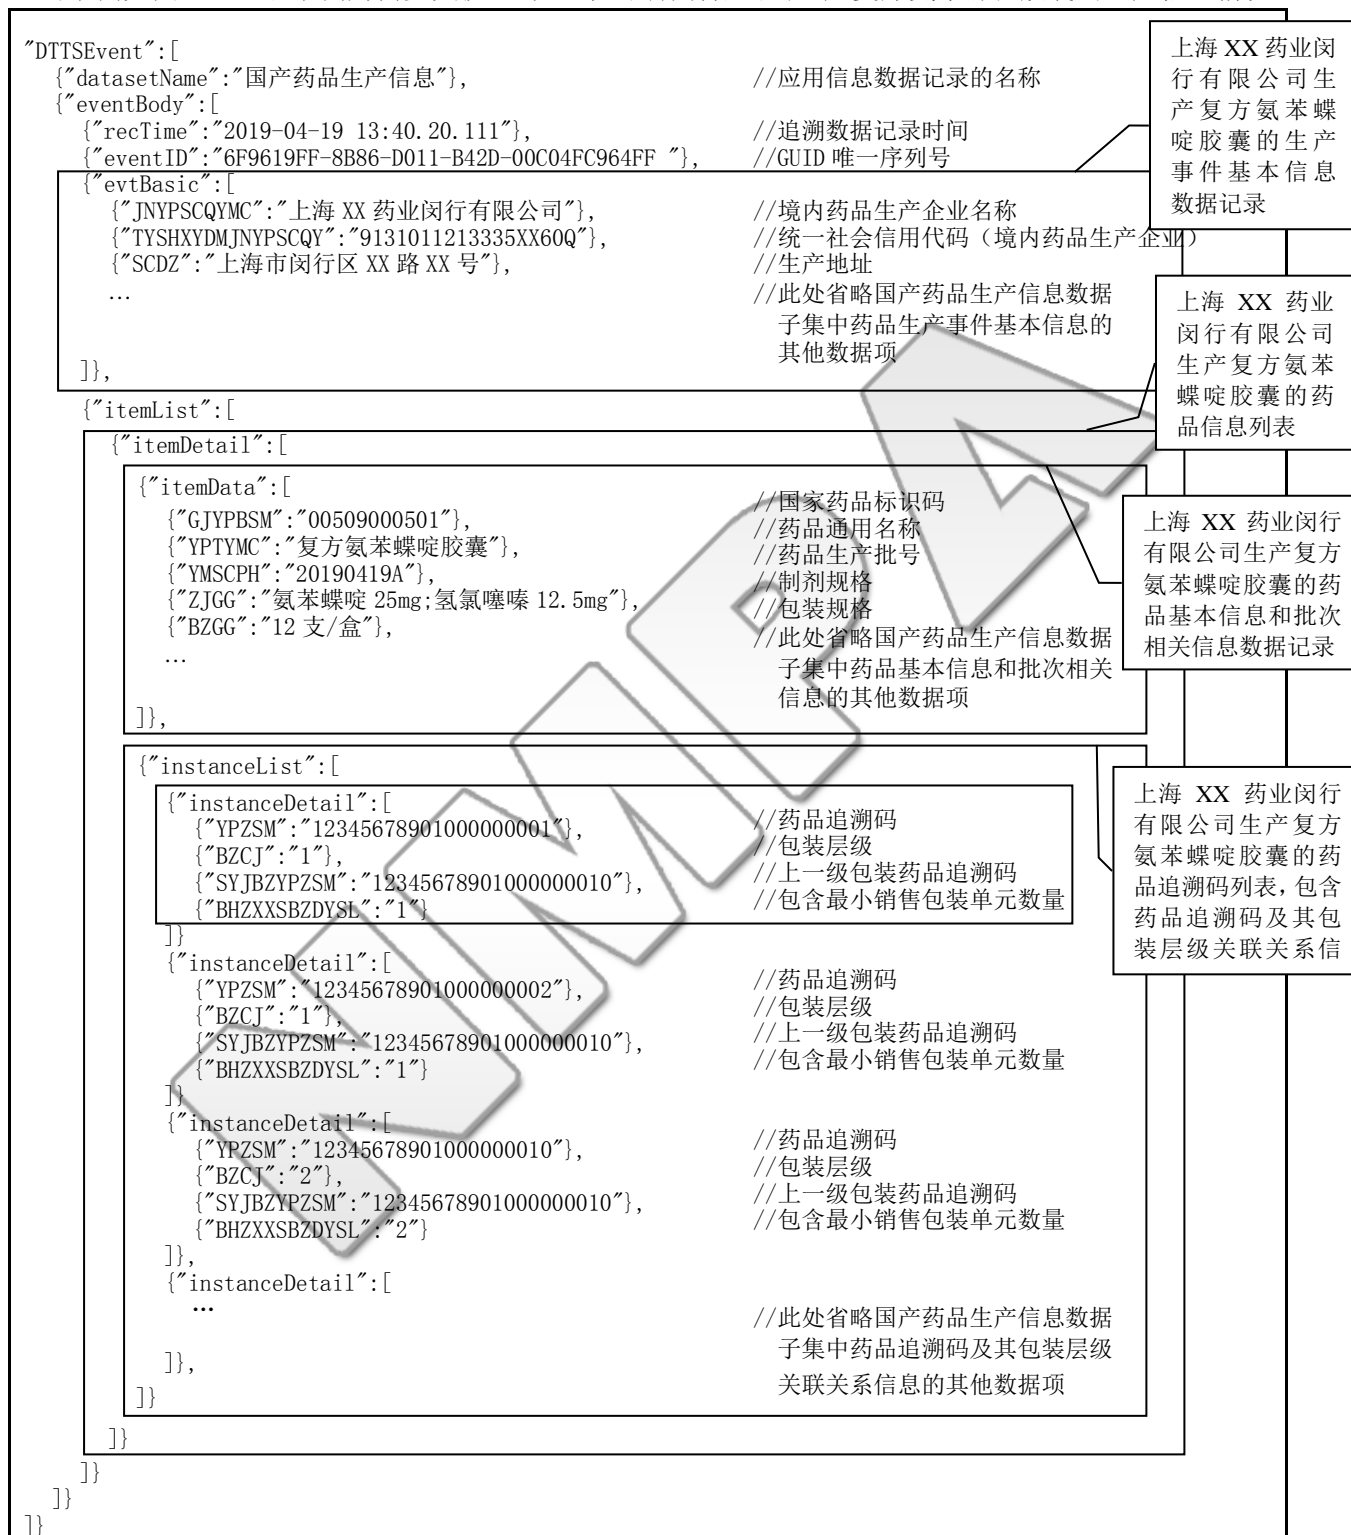 "DTTSEvent":[
{"datasetName":"国产药品生产信息"}, //应用信息数据记录的名称
{"eventBody":[
{"recTime":"2019-04-19 13:40.20.111"}, //追溯数据记录时间
{"eventID":"6F9619FF-8B86-D011-B42D-00C04FC964FF "}, //GUID 唯一序列号
{"evtBasic":[
{"JNYPSCQYMC":"上海 XX 药业闵行有限公司"}, //境内药品生产企业名称
{"TYSHXYDMJNYPSCQY":"9131011213335XX60Q"}, //统一社会信用代码（境内药品生产企业）
{"SCDZ":"上海市闵行区 XX 路 XX 号"}, //生产地址
… //此处省略国产药品生产信息数据
子集中药品生产事件基本信息的
其他数据项
]},
上海 XX 药业闵
行有限公司生
产复方氨苯蝶
啶胶囊的生产
事件基本信息
数据记录
{"itemList":[
上海 XX 药业
闵行有限公司
生产复方氨苯
蝶啶胶囊的药
品信息列表
{"itemDetail":[
{"itemData":[
{"GJYPBSM":"00509000501"}, //国家药品标识码
{"YPTYMC":"复方氨苯蝶啶胶囊"}, //药品通用名称
{"YMSCPH":"20190419A"}, //药品生产批号
{"ZJGG":"氨苯蝶啶 25mg;氢氯噻嗪 12.5mg"}, //制剂规格
{"BZGG":"12 支/盒"}, //包装规格
… //此处省略国产药品生产信息数据
子集中药品基本信息和批次相关
信息的其他数据项
]},
上海 XX 药业闵行
有限公司生产复方
氨苯蝶啶胶囊的药
品基本信息和批次
相关信息数据记录
{"instanceList":[
{"instanceDetail":[
{"YPZSM":"12345678901000000001"}, //药品追溯码
{"BZCJ":"1"}, //包装层级
{"SYJBZYPZSM":"12345678901000000010"}, //上一级包装药品追溯码
{"BHZXXSBZDYSL":"1"} //包含最小销售包装单元数量
]}
上海 XX 药业闵行
有限公司生产复方
氨苯蝶啶胶囊的药
品追溯码列表，包含
药品追溯码及其包
装层级关联关系信
{"instanceDetail":[
{"YPZSM":"12345678901000000002"}, //药品追溯码
{"BZCJ":"1"}, //包装层级
{"SYJBZYPZSM":"12345678901000000010"}, //上一级包装药品追溯码
{"BHZXXSBZDYSL":"1"} //包含最小销售包装单元数量
]}
{"instanceDetail":[
{"YPZSM":"12345678901000000010"}, //药品追溯码
{"BZCJ":"2"}, //包装层级
{"SYJBZYPZSM":"12345678901000000010"}, //上一级包装药品追溯码
{"BHZXXSBZDYSL":"2"} //包含最小销售包装单元数量
]},
{"instanceDetail":[
… //此处省略国产药品生产信息数据
子集中药品追溯码及其包装层级
]},
关联关系信息的其他数据项
]}
]}
]}
]}
]}
NMPA